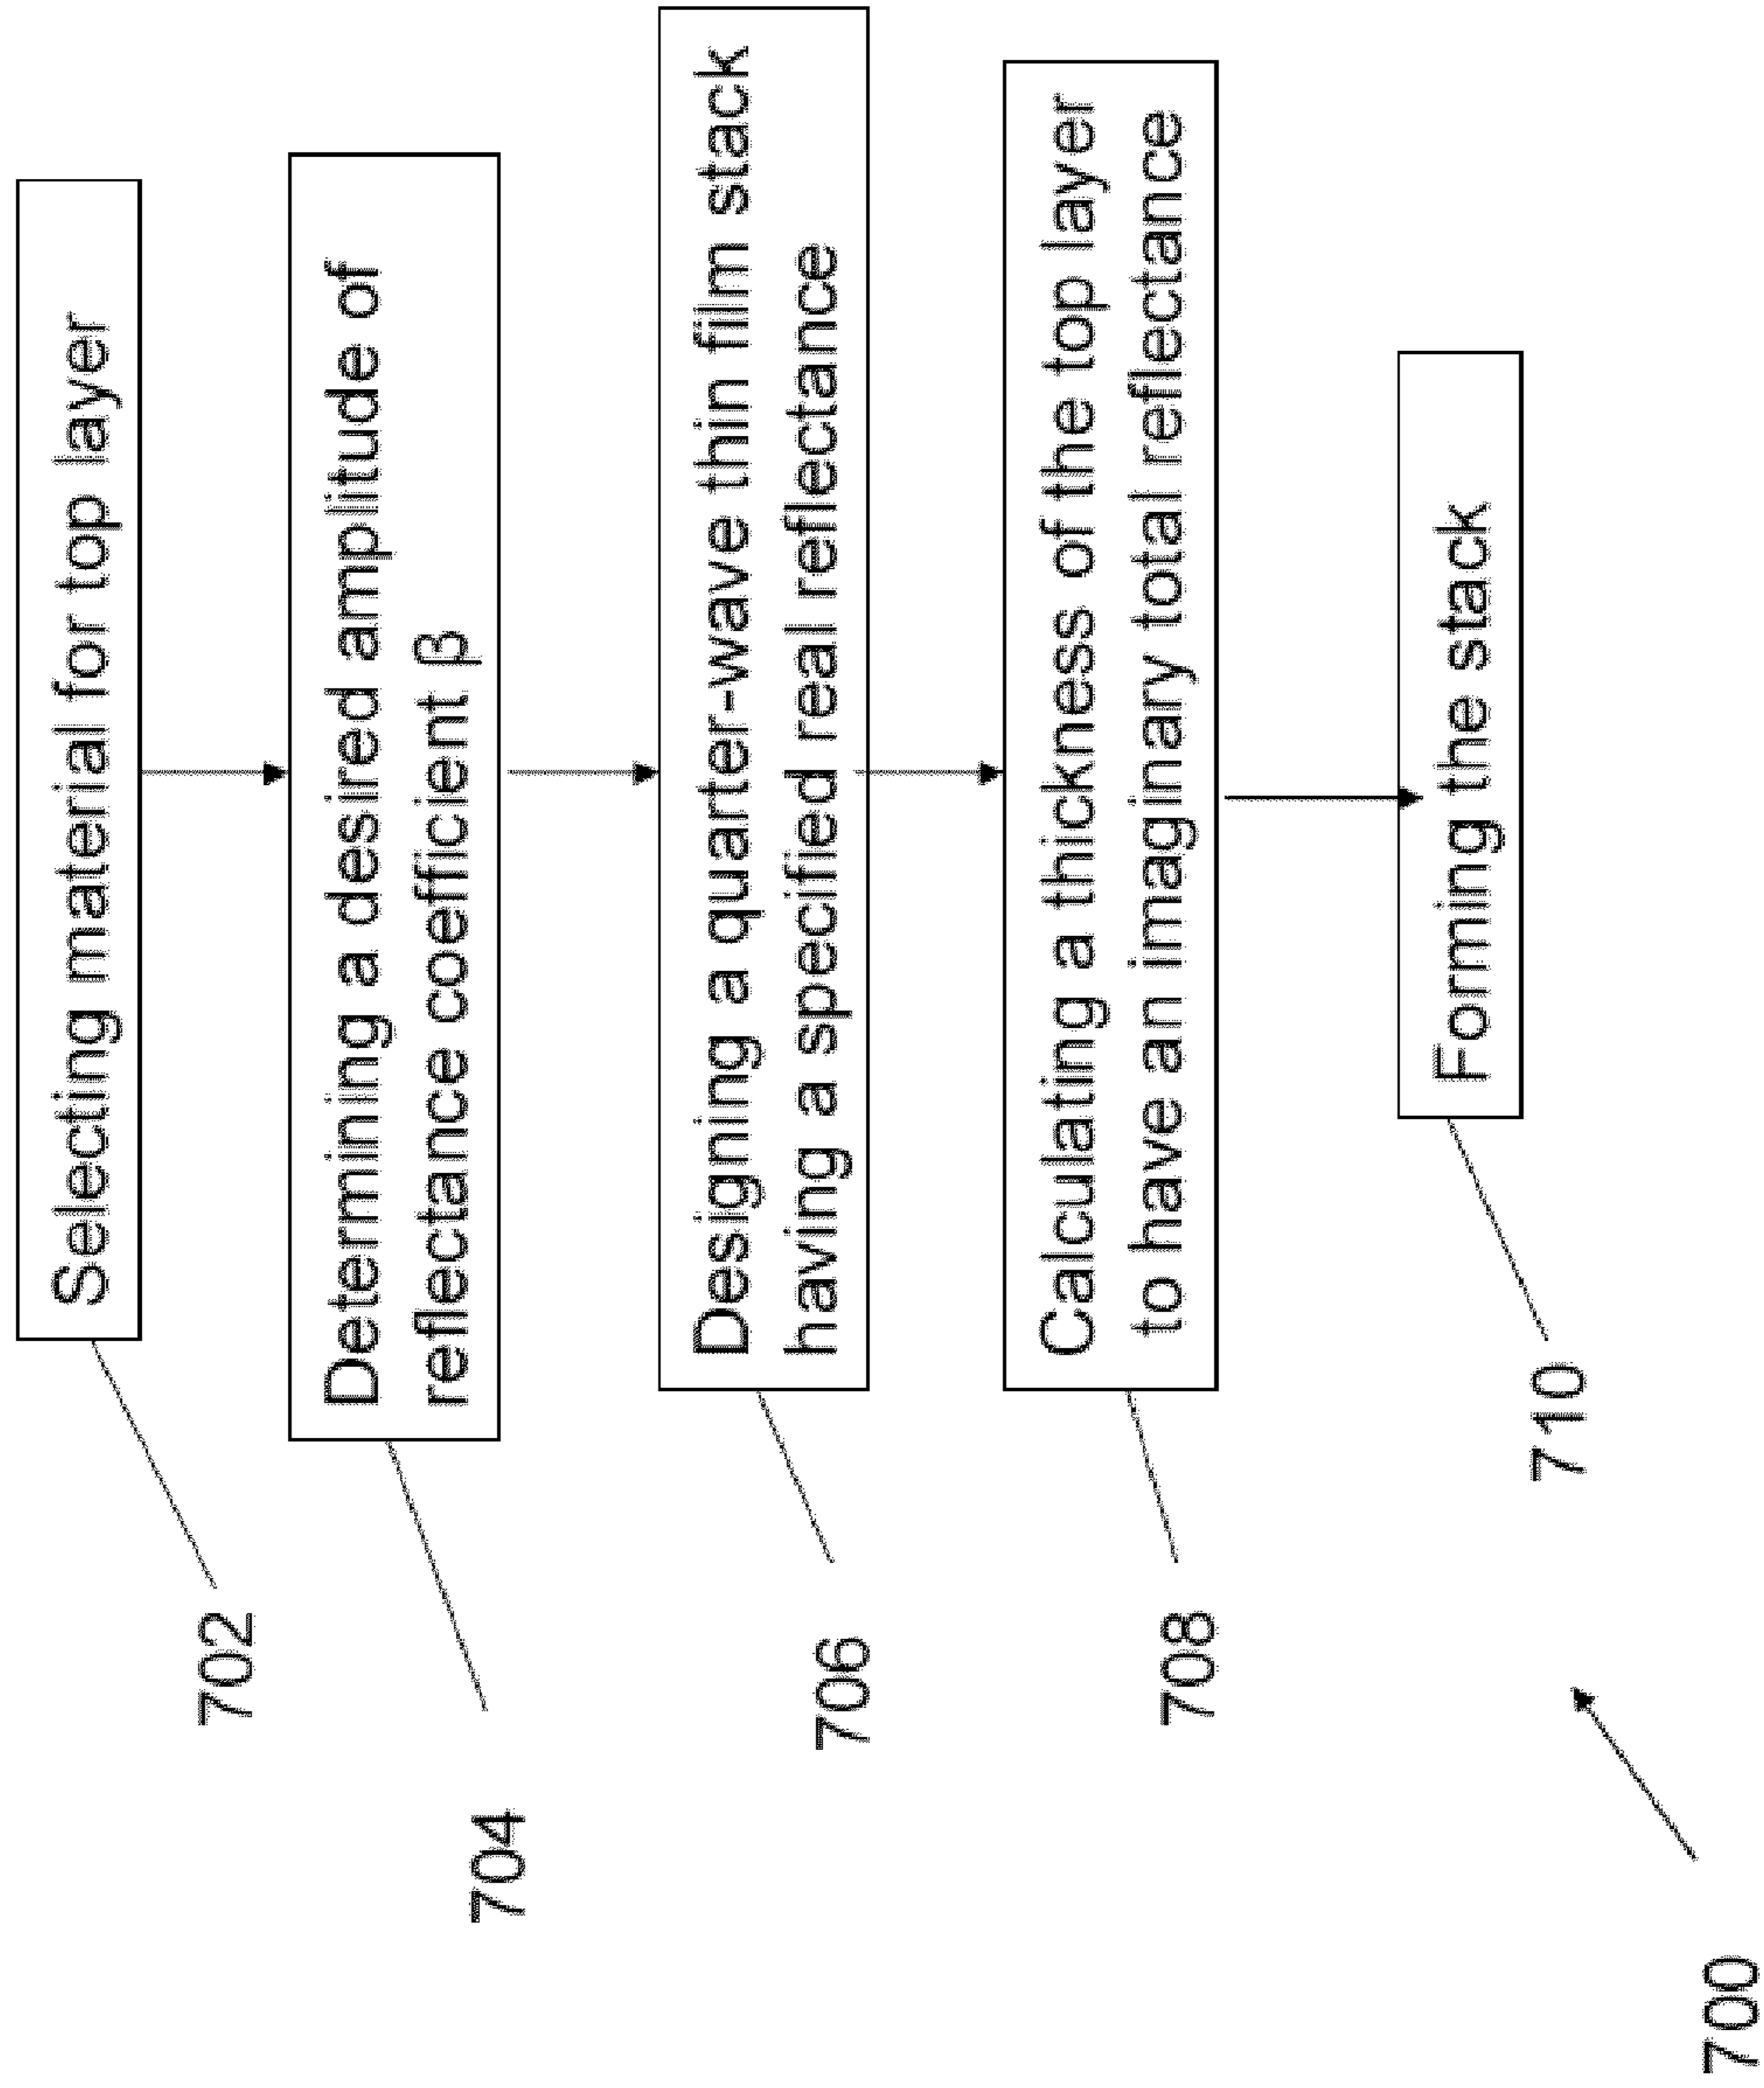 Selecting material for top layer
702
Determining a desired amplitude of
reflectance coefficient β
704
Designing a quarter-wave thin film stack
having a specified real reflectance
706
Calculating a thickness of the top layer
to have an imaginary total reflectance
708
Forming the stack
710
700